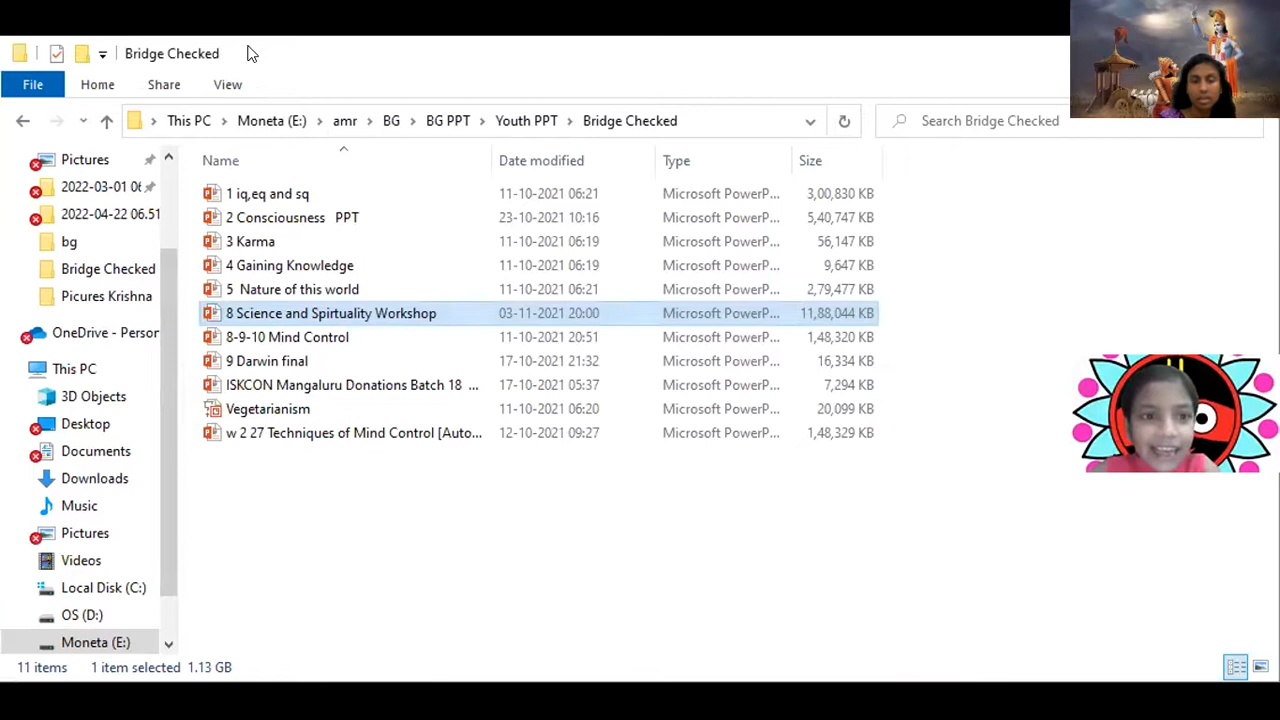 Bridge Checked
File Home Share View
This PC Moneta (E:) amr BG BG PPT Youth PPT Bridge Checked Search Bridge Checked
Name Date modified Type Size
Pictures
2022-03-01 06
2022-04-22 06.51
bg
Bridge Checked
Picures Krishna
OneDrive - Person
This PC
3D Objects
Desktop
Documents
Downloads
Music
Pictures
Videos
Local Disk (C:)
OS (D:)
Moneta (E:)
1 iq,eq and sq 11-10-2021 06:21 Microsoft PowerP... 3,00,830 KB
2 Consciousness PPT 23-10-2021 10:16 Microsoft PowerP... 5,40,747 KB
3 Karma 11-10-2021 06:19 Microsoft PowerP... 56,147 KB
4 Gaining Knowledge 11-10-2021 06:19 Microsoft PowerP... 9,647 KB
5 Nature of this world 11-10-2021 06:21 Microsoft PowerP... 2,79,477 KB
8 Science and Spirtuality Workshop 03-11-2021 20:00 Microsoft PowerP... 11,88,044 KB
8-9-10 Mind Control 11-10-2021 20:51 Microsoft PowerP... 1,48,320 KB
9 Darwin final 17-10-2021 21:32 Microsoft PowerP... 16,334 KB
ISKCON Mangaluru Donations Batch 18 ... 17-10-2021 05:37 Microsoft PowerP... 7,294 KB
Vegetarianism 11-10-2021 06:20 Microsoft PowerP... 20,099 KB
w 2 27 Techniques of Mind Control [Auto... 12-10-2021 09:27 Microsoft PowerP... 1,48,329 KB
11 items 1 item selected 1.13 GB